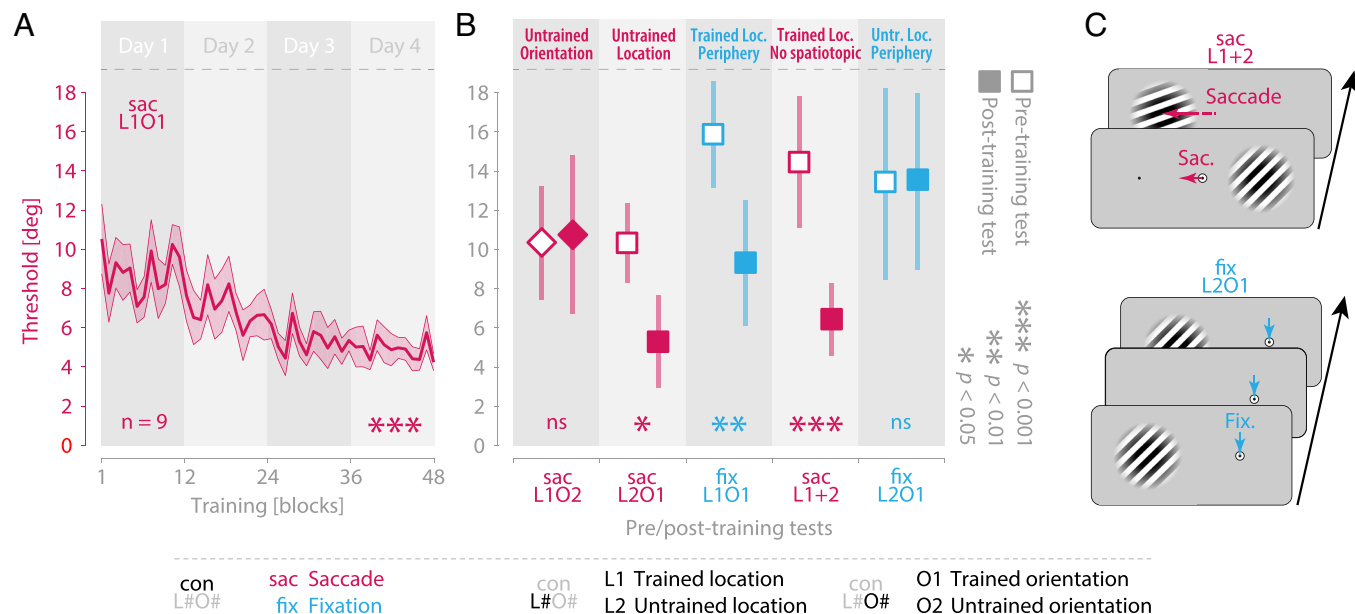 A
Day 1
Day 2
Day 3
Day 4
Threshold [deg]
18
16
14
12
10
8
6
4
2
0
sac
L1O1
n = 9
***
1
12
24
36
48
Training [blocks]
B
Untrained
Orientation
Untrained
Location
Trained Loc.
Periphery
Trained Loc.
No spatiotopic
Untr. Loc.
Periphery
18
16
14
12
10
8
6
4
2
0
ns
*
**
***
ns
sac
L1O2
sac
L2O1
fix
L1O1
sac
L1+2
fix
L2O1
Pre/post-training tests
Pre-training test
Post-training test
*** p < 0.001
** p < 0.01
* p < 0.05
C
sac
L1+2
Saccade
Sac.
fix
L2O1
Fix.
con
L#O#
sac Saccade
fix Fixation
con
L#O#
L1 Trained location
L2 Untrained location
con
L#O#
O1 Trained orientation
O2 Untrained orientation